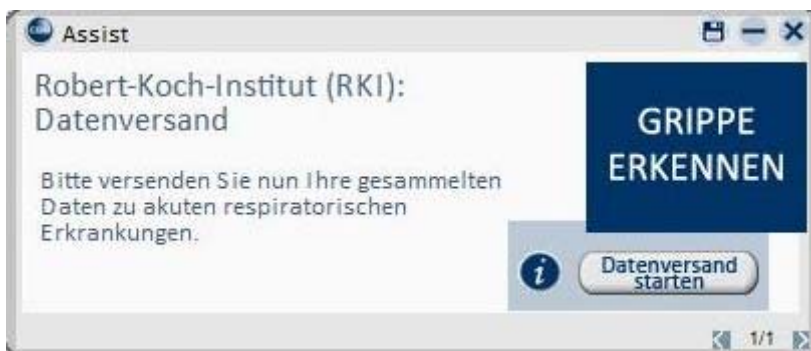 Assist
Robert-Koch-Institut (RKI):
Datenversand
GRIPPE
ERKENNEN
Bitte versenden Sie nun Ihre gesammelten
Daten zu akuten respiratorischen
Erkrankungen.
i
Datenversand
starten
1/1